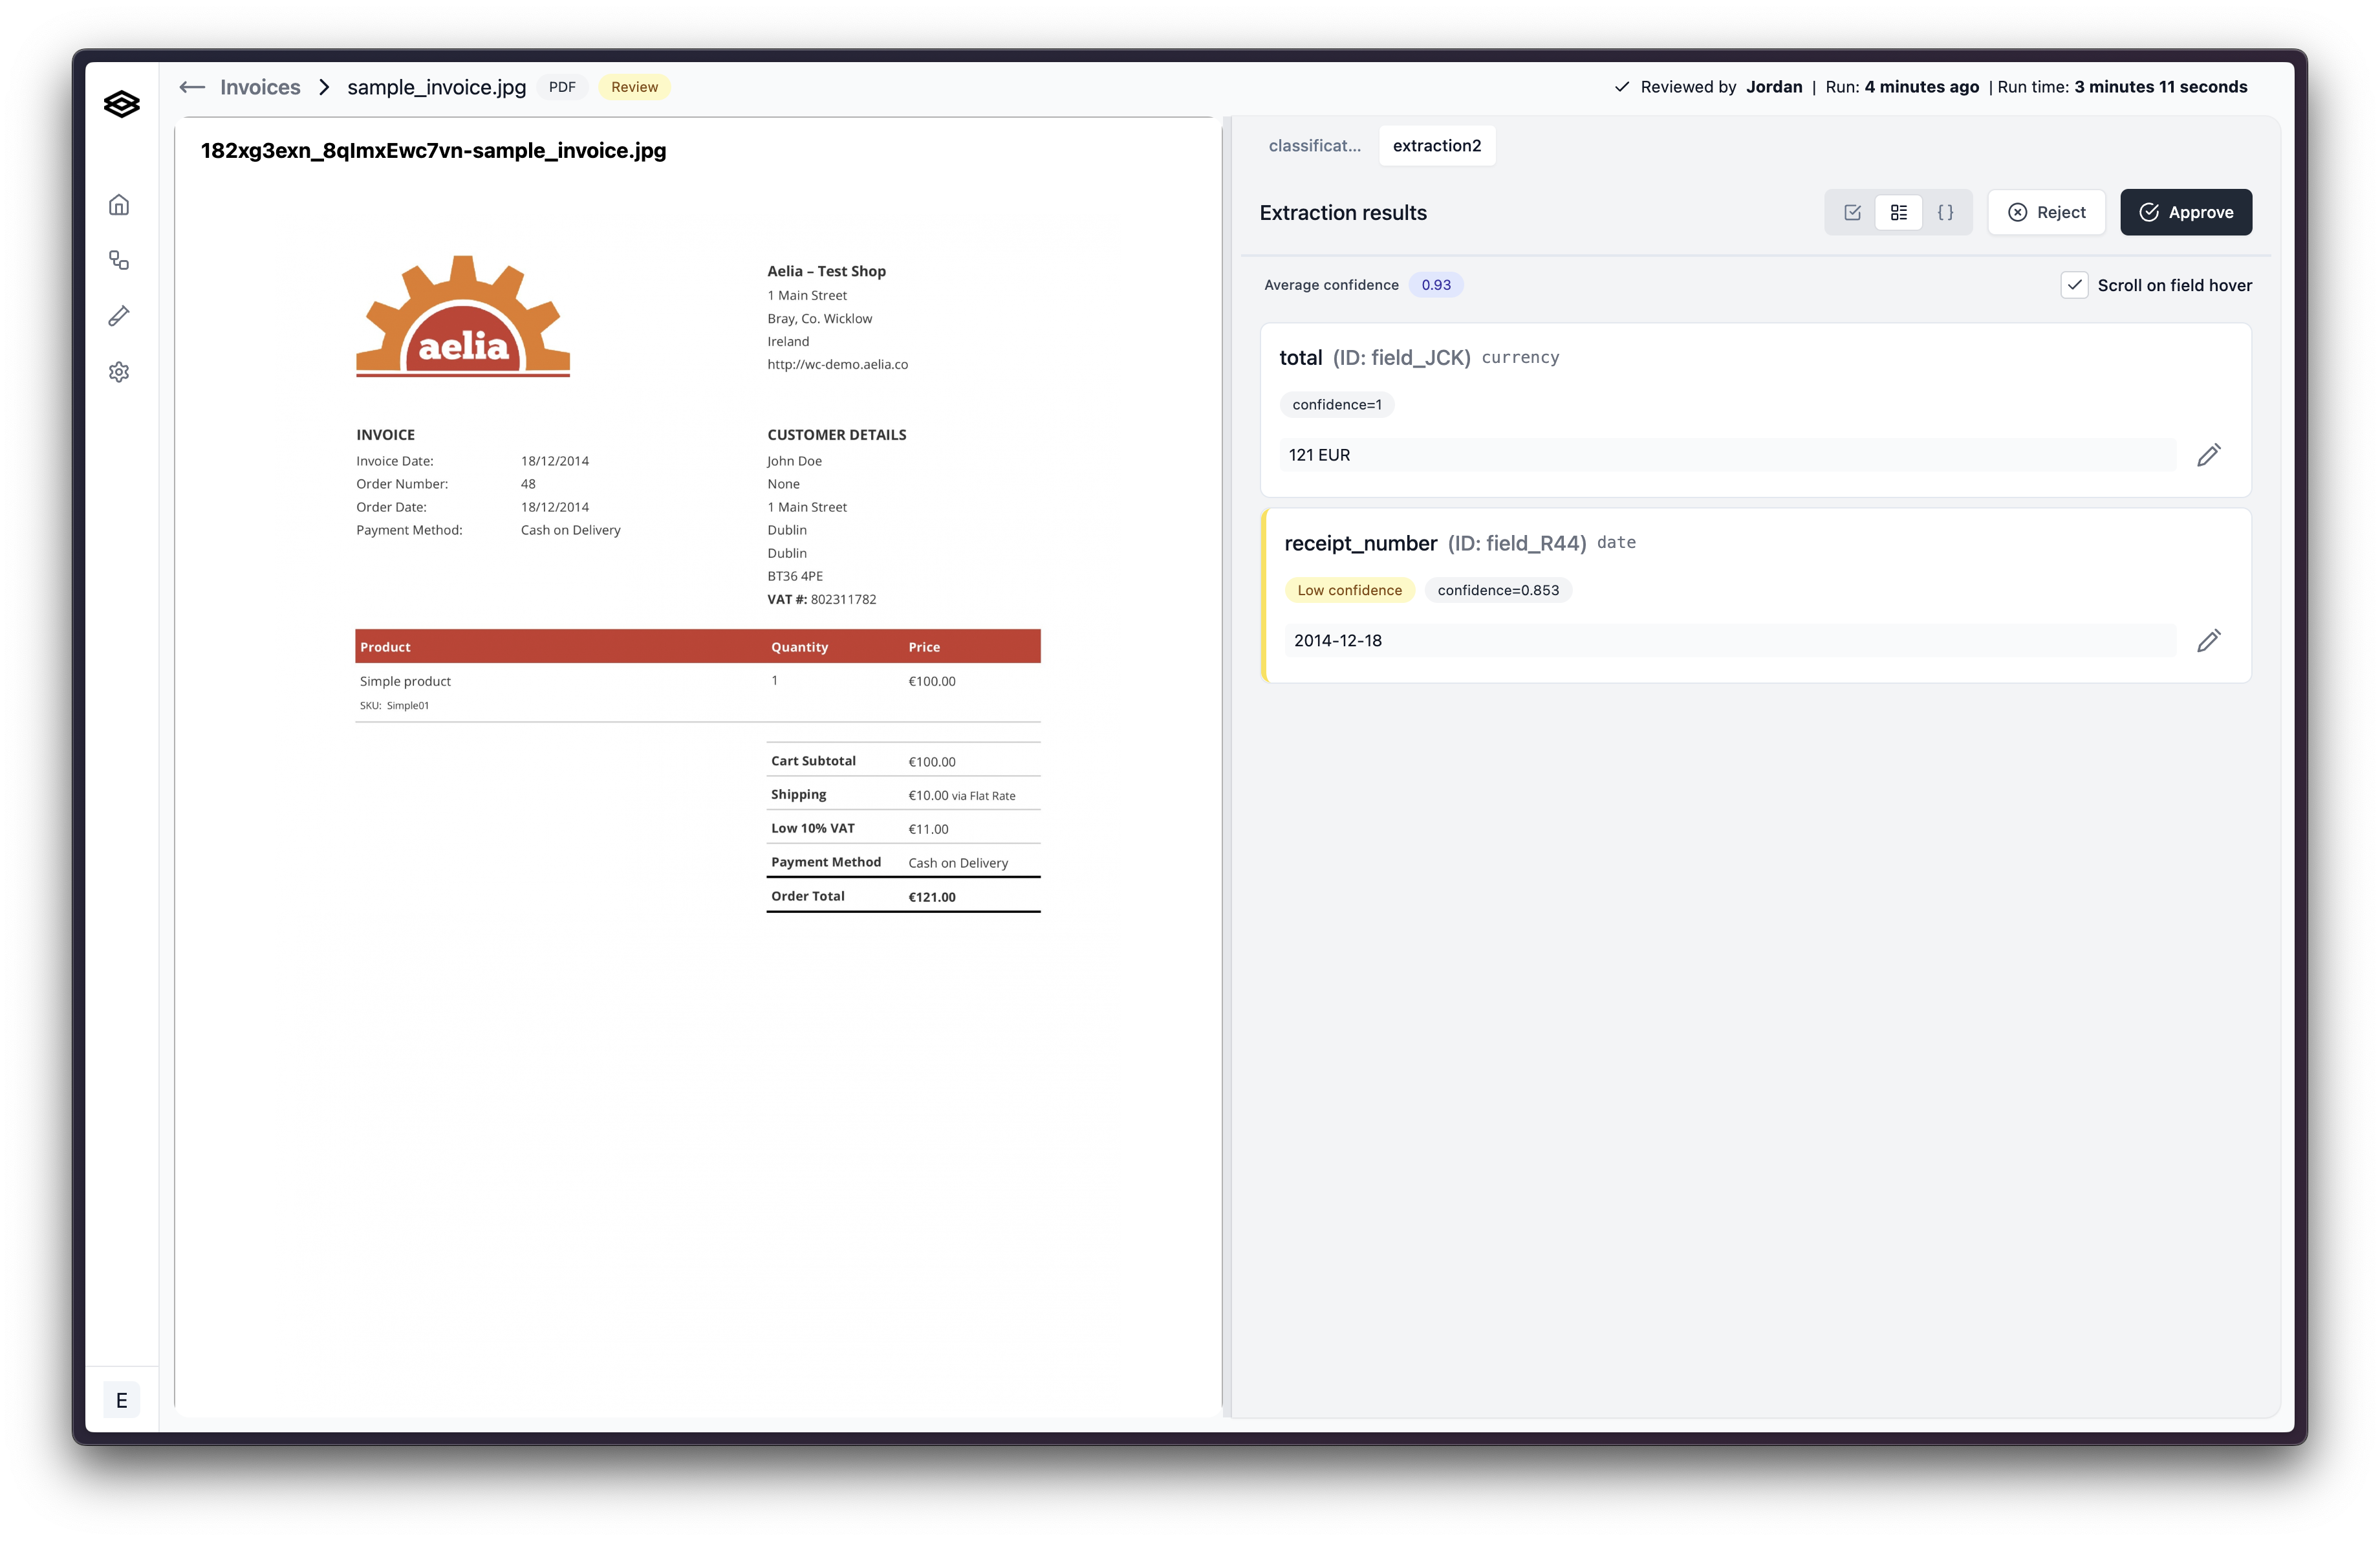 Invoices > sample_invoice.jpg PDF Review
✓ Reviewed by Jordan | Run: 4 minutes ago | Run time: 3 minutes 11 seconds
182xg3exn_8qImxEwc7vn-sample_invoice.jpg
aelia
Aelia – Test Shop
1 Main Street
Bray, Co. Wicklow
Ireland
http://wc-demo.aelia.co
INVOICE
Invoice Date: 18/12/2014
Order Number: 48
Order Date: 18/12/2014
Payment Method: Cash on Delivery
CUSTOMER DETAILS
John Doe
None
1 Main Street
Dublin
Dublin
BT36 4PE
VAT #: 802311782
Product Quantity Price
Simple product 1 €100.00
SKU: Simple01
Cart Subtotal €100.00
Shipping €10.00 via Flat Rate
Low 10% VAT €11.00
Payment Method Cash on Delivery
Order Total €121.00
classificat... extraction2
Extraction results { } Reject Approve
Average confidence 0.93 Scroll on field hover
total (ID: field_JCK) currency
confidence=1
121 EUR
receipt_number (ID: field_R44) date
Low confidence confidence=0.853
2014-12-18
E